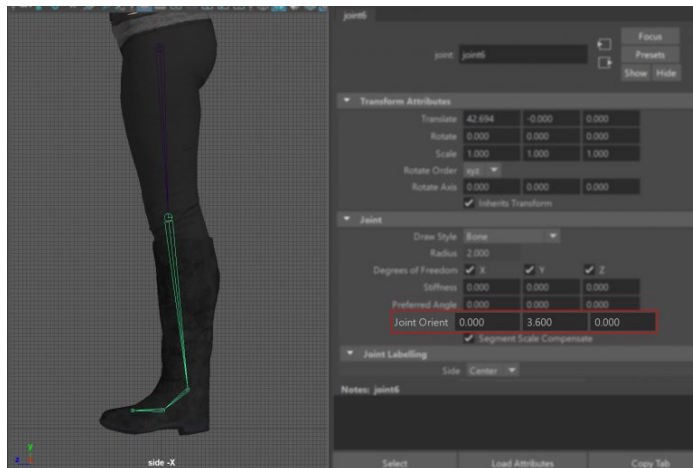 joint6
joint: joint6
Focus
Presets
Show Hide
Transform Attributes
Translate 42.694 -0.000 0.000
Rotate 0.000 0.000 0.000
Scale 1.000 1.000 1.000
Rotate Order xyz
Rotate Axis 0.000 0.000 0.000
Inherits Transform
Joint
Draw Style Bone
Radius 2.000
Degrees of Freedom X Y Z
Stiffness 0.000 0.000 0.000
Preferred Angle 0.000 0.000 0.000
Joint Orient 0.000 3.600 0.000
Segment Scale Compensate
Joint Labelling
Side Center
Notes: joint6
y
z
side -X
Select Load Attributes Copy Tab